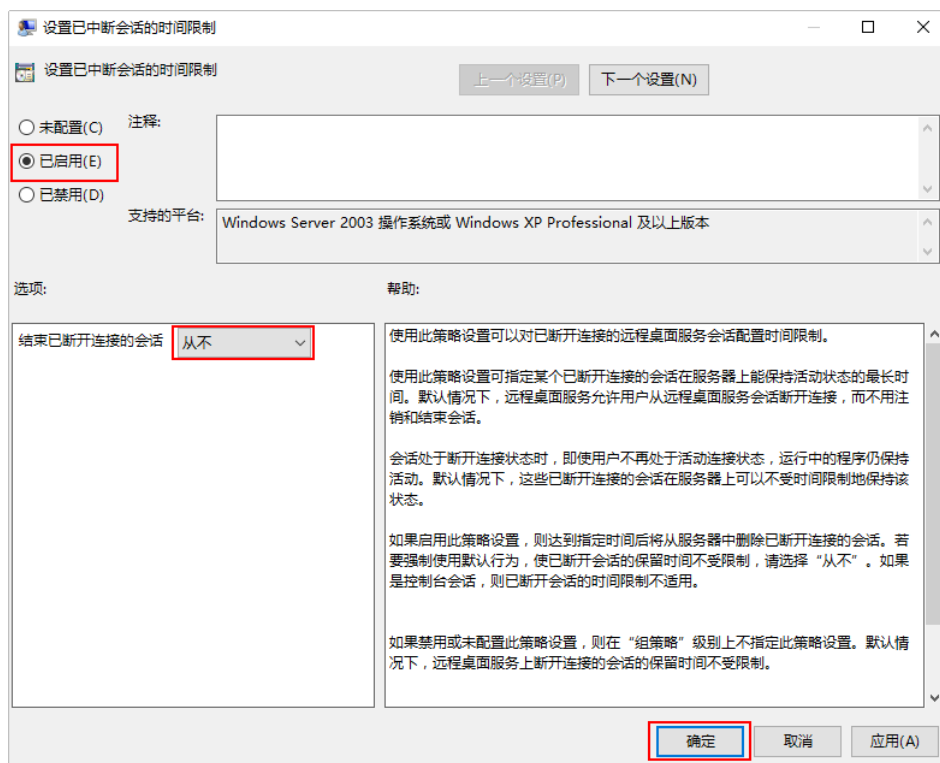 设置已中断会话的时间限制
设置已中断会话的时间限制
上一个设置(P)
下一个设置(N)
未配置(C)
注释:
已启用(E)
已禁用(D)
支持的平台:
Windows Server 2003 操作系统或 Windows XP Professional 及以上版本
选项:
帮助:
结束已断开连接的会话
从不
使用此策略设置可以对已断开连接的远程桌面服务会话配置时间限制。
使用此策略设置可指定某个已断开连接的会话在服务器上能保持活动状态的最长时
间。默认情况下，远程桌面服务允许用户从远程桌面服务会话断开连接，而不用注
销和结束会话。
会话处于断开连接状态时，即使用户不再处于活动连接状态，运行中的程序仍保持
活动。默认情况下，这些已断开连接的会话在服务器上可以不受时间限制地保持该
状态。
如果启用此策略设置，则达到指定时间后将从服务器中删除已断开连接的会话。若
要强制使用默认行为，使已断开会话的保留时间不受限制，请选择“从不”。如果
是控制台会话，则已断开会话的时间限制不适用。
如果禁用或未配置此策略设置，则在“组策略”级别上不指定此策略设置。默认情
况下，远程桌面服务上断开连接的会话的保留时间不受限制。
确定
取消
应用(A)